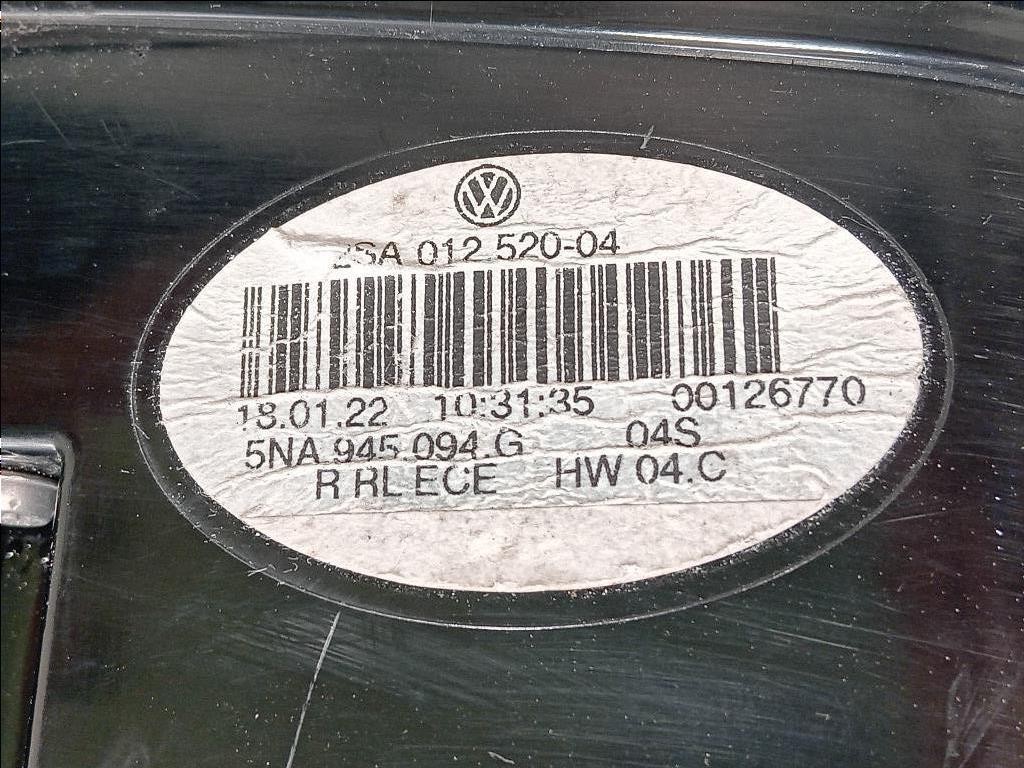 VW
2SA 012 520-04
18.01.22 10:31:35 00126770
5NA.945.094.G 04S
R RL ECE HW 04.C